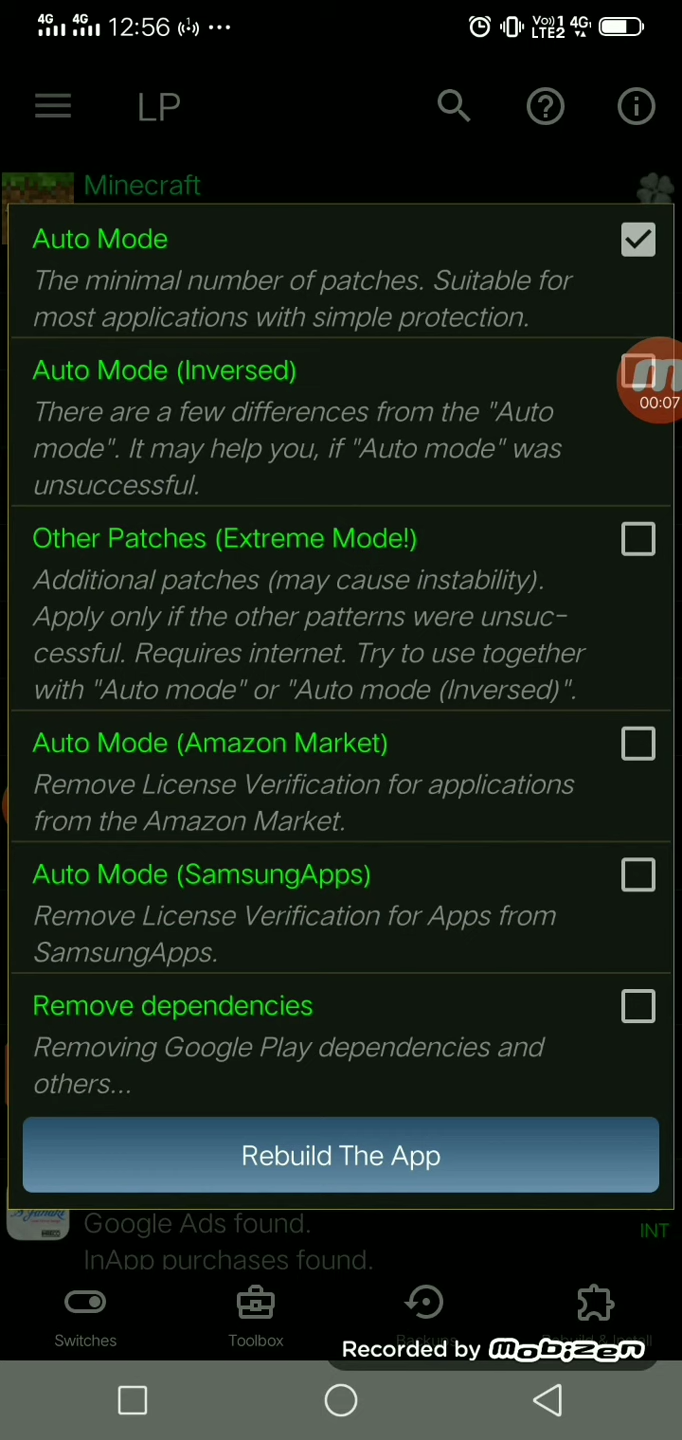 4G 4G 12:56 ... Vo) 1 LTE2 4G
LP
Minecraft
Auto Mode
The minimal number of patches. Suitable for
most applications with simple protection.
Auto Mode (Inversed)
There are a few differences from the "Auto
mode". It may help you, if "Auto mode" was
unsuccessful.
00:07
Other Patches (Extreme Mode!)
Additional patches (may cause instability).
Apply only if the other patterns were unsuc-
cessful. Requires internet. Try to use together
with "Auto mode" or "Auto mode (Inversed)".
Auto Mode (Amazon Market)
Remove License Verification for applications
from the Amazon Market.
Auto Mode (SamsungApps)
Remove License Verification for Apps from
SamsungApps.
Remove dependencies
Removing Google Play dependencies and
others...
Rebuild The App
Google Ads found.
INT
InApp purchases found.
Switches Toolbox Backups Rebuild & Install
Recorded by mobizen